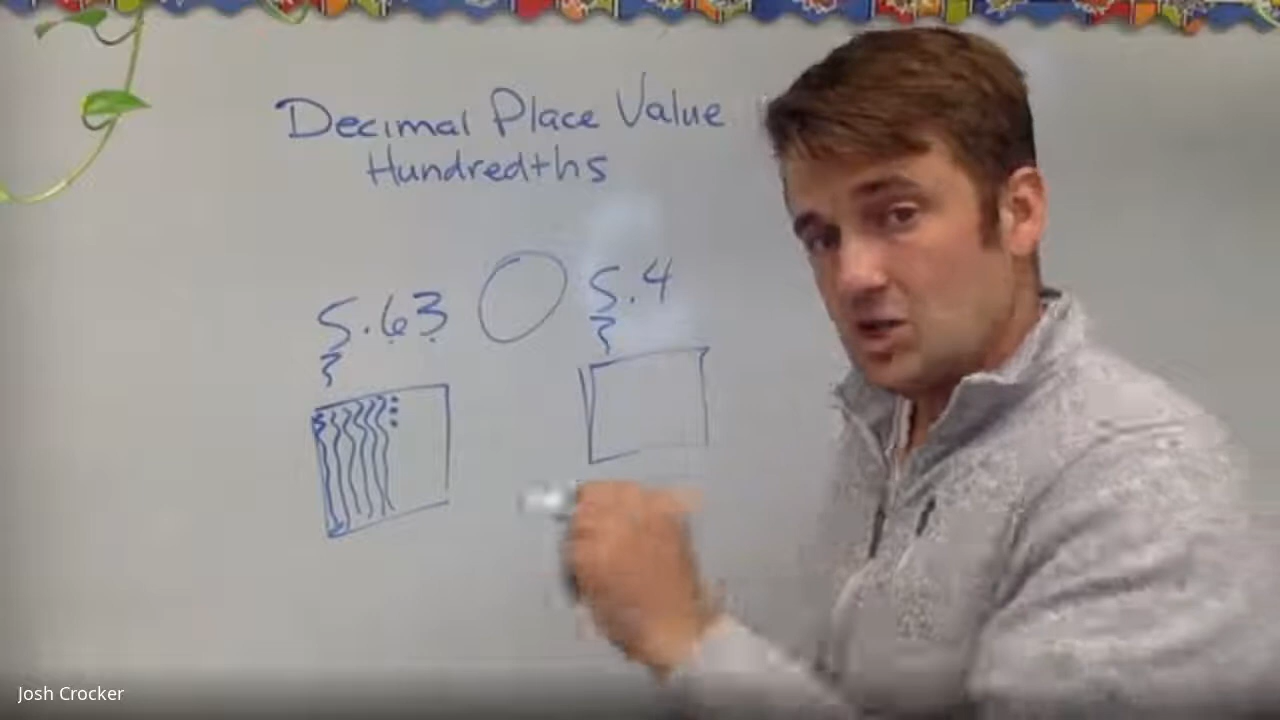 Decimal Place Value
Hundredths
5.63
5.4
Josh Crocker